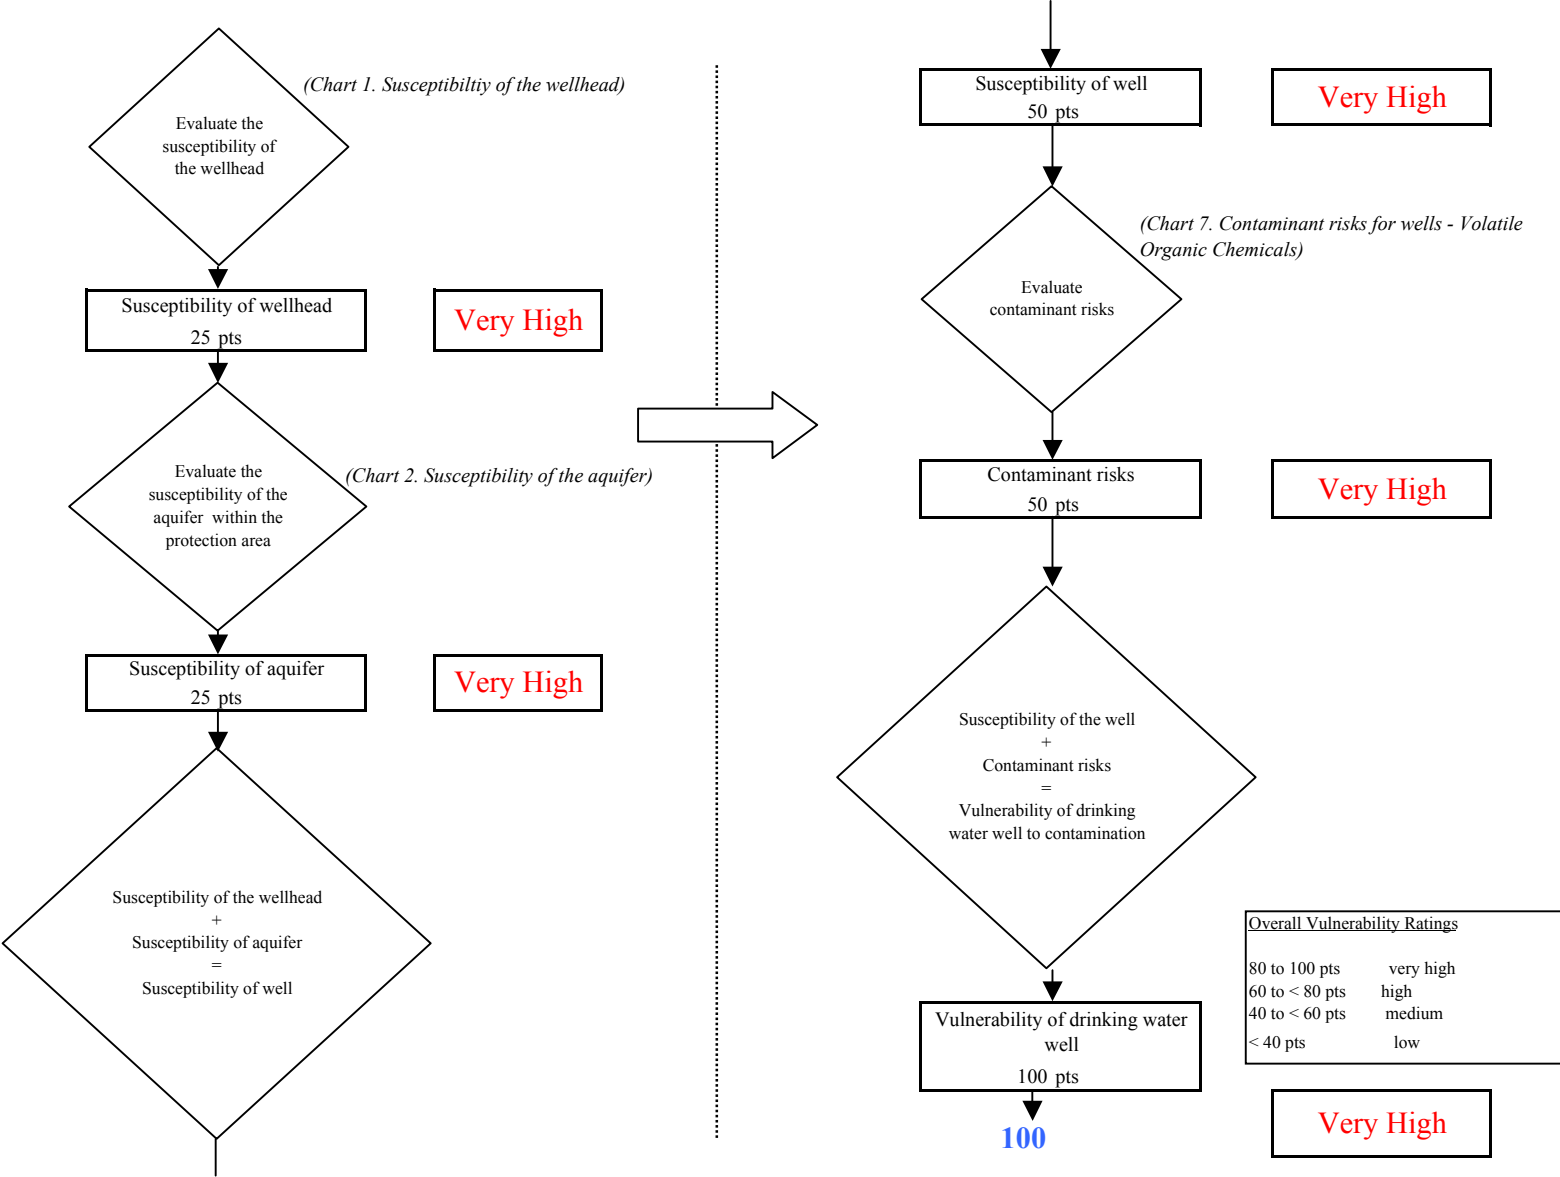 (Chart 1. Susceptibiltiy of the wellhead)
Evaluate the
susceptibility of
the wellhead
Susceptibility of wellhead
25 pts
Very High
Evaluate the
susceptibility of the
aquifer within the
protection area
(Chart 2. Susceptibility of the aquifer)
Susceptibility of aquifer
25 pts
Very High
Susceptibility of the wellhead
+
Susceptibility of aquifer
=
Susceptibility of well
Susceptibility of well
50 pts
Very High
(Chart 7. Contaminant risks for wells - Volatile
Organic Chemicals)
Evaluate
contaminant risks
Contaminant risks
50 pts
Very High
Susceptibility of the well
+
Contaminant risks
=
Vulnerability of drinking
water well to contamination
Overall Vulnerability Ratings
80 to 100 pts very high
60 to < 80 pts high
40 to < 60 pts medium
< 40 pts low
Vulnerability of drinking water
well
100 pts
100
Very High